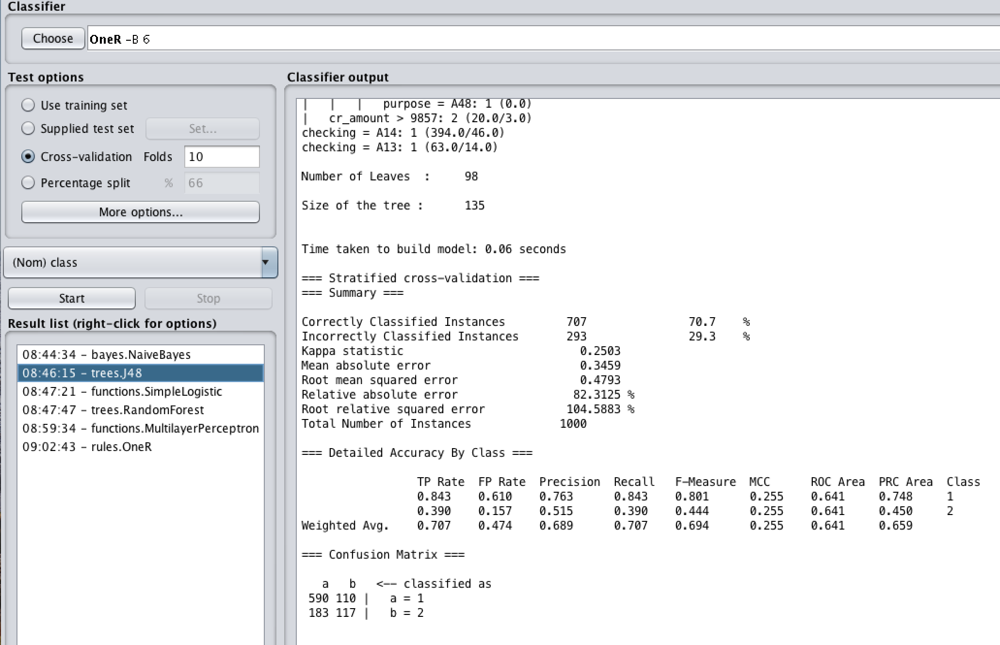 Classifier
Choose OneR -B 6
Test options
Use training set
Supplied test set Set...
Cross-validation Folds 10
Percentage split % 66
More options...
(Nom) class
Start Stop
Result list (right-click for options)
08:44:34 - bayes.NaiveBayes
08:46:15 - trees.J48
08:47:21 - functions.SimpleLogistic
08:47:47 - trees.RandomForest
08:59:34 - functions.MultilayerPerceptron
09:02:43 - rules.OneR
Classifier output
| | | purpose = A48: 1 (0.0)
| cr_amount > 9857: 2 (20.0/3.0)
checking = A14: 1 (394.0/46.0)
checking = A13: 1 (63.0/14.0)
Number of Leaves : 98
Size of the tree : 135
Time taken to build model: 0.06 seconds
=== Stratified cross-validation ===
=== Summary ===
Correctly Classified Instances 707 70.7 %
Incorrectly Classified Instances 293 29.3 %
Kappa statistic 0.2503
Mean absolute error 0.3459
Root mean squared error 0.4793
Relative absolute error 82.3125 %
Root relative squared error 104.5883 %
Total Number of Instances 1000
=== Detailed Accuracy By Class ===
TP Rate FP Rate Precision Recall F-Measure MCC ROC Area PRC Area Class
0.843 0.610 0.763 0.843 0.801 0.255 0.641 0.748 1
0.390 0.157 0.515 0.390 0.444 0.255 0.641 0.450 2
Weighted Avg. 0.707 0.474 0.689 0.707 0.694 0.255 0.641 0.659
=== Confusion Matrix ===
a b <-- classified as
590 110 | a = 1
183 117 | b = 2